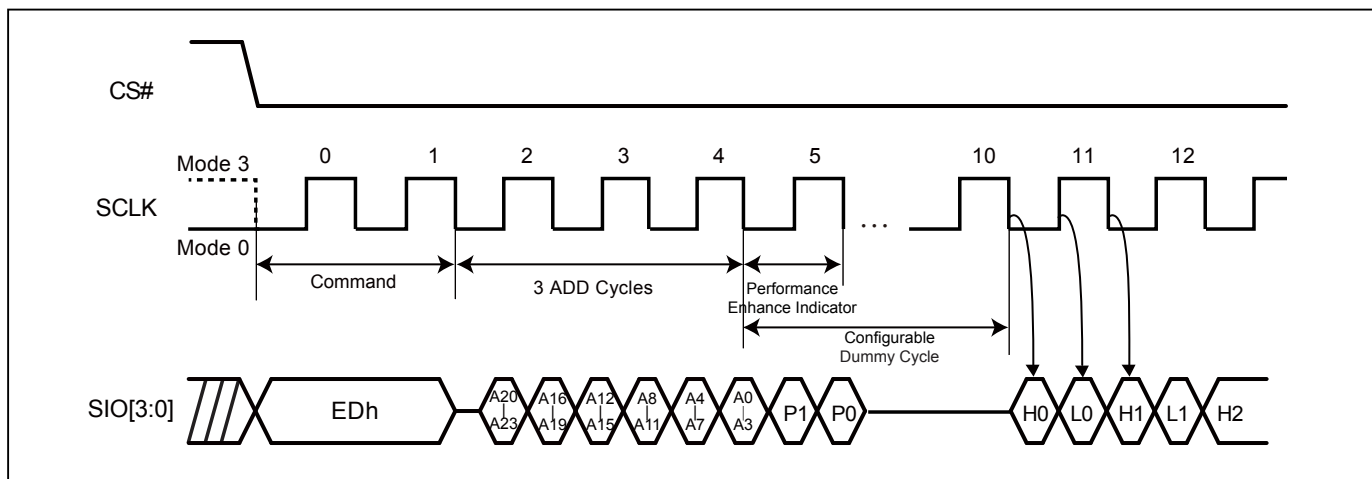 CS#
Mode 3
0 1 2 3 4 5 10 11 12
SCLK
...
Mode 0
Command
3 ADD Cycles
Performance
Enhance Indicator
Configurable
Dummy Cycle
SIO[3:0]
EDh
A20
|
A23
A16
|
A19
A12
|
A15
A8
|
A11
A4
|
A7
A0
|
A3
P1
P0
H0
L0
H1
L1
H2